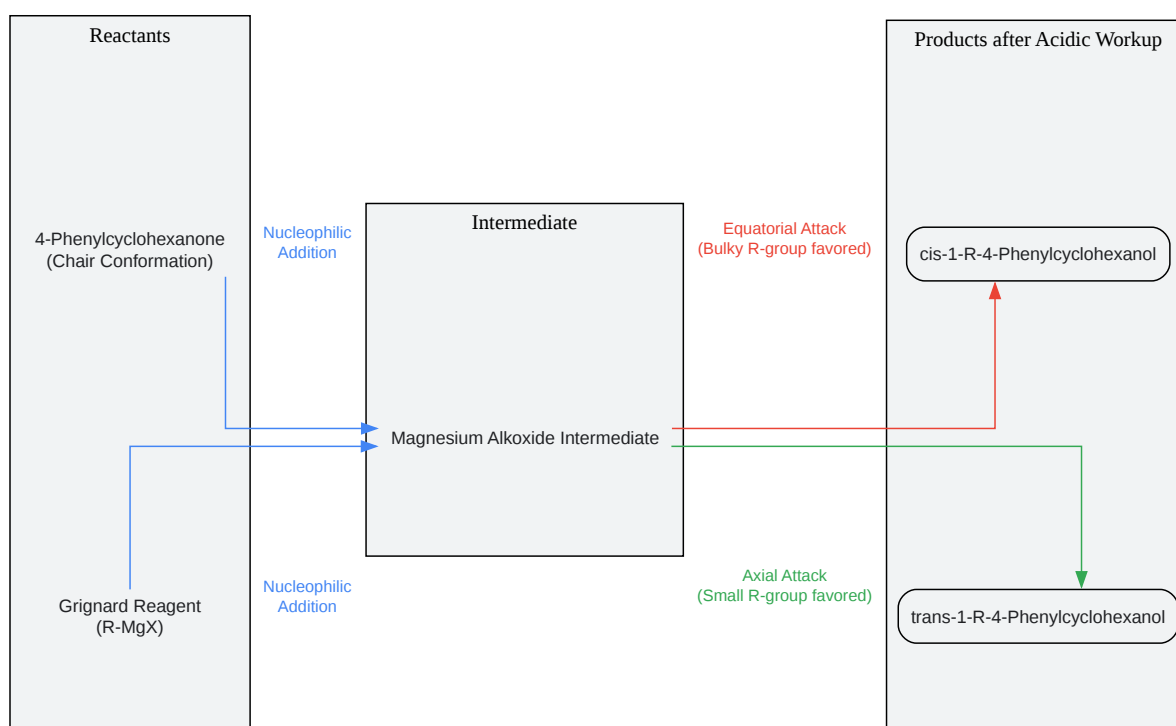 Reactants
Products after Acidic Workup
Intermediate
4-Phenylcyclohexanone
(Chair Conformation)
Nucleophilic
Addition
Equatorial Attack
(Bulky R-group favored)
cis-1-R-4-Phenylcyclohexanol
Magnesium Alkoxide Intermediate
Grignard Reagent
(R-MgX)
Nucleophilic
Addition
Axial Attack
(Small R-group favored)
trans-1-R-4-Phenylcyclohexanol